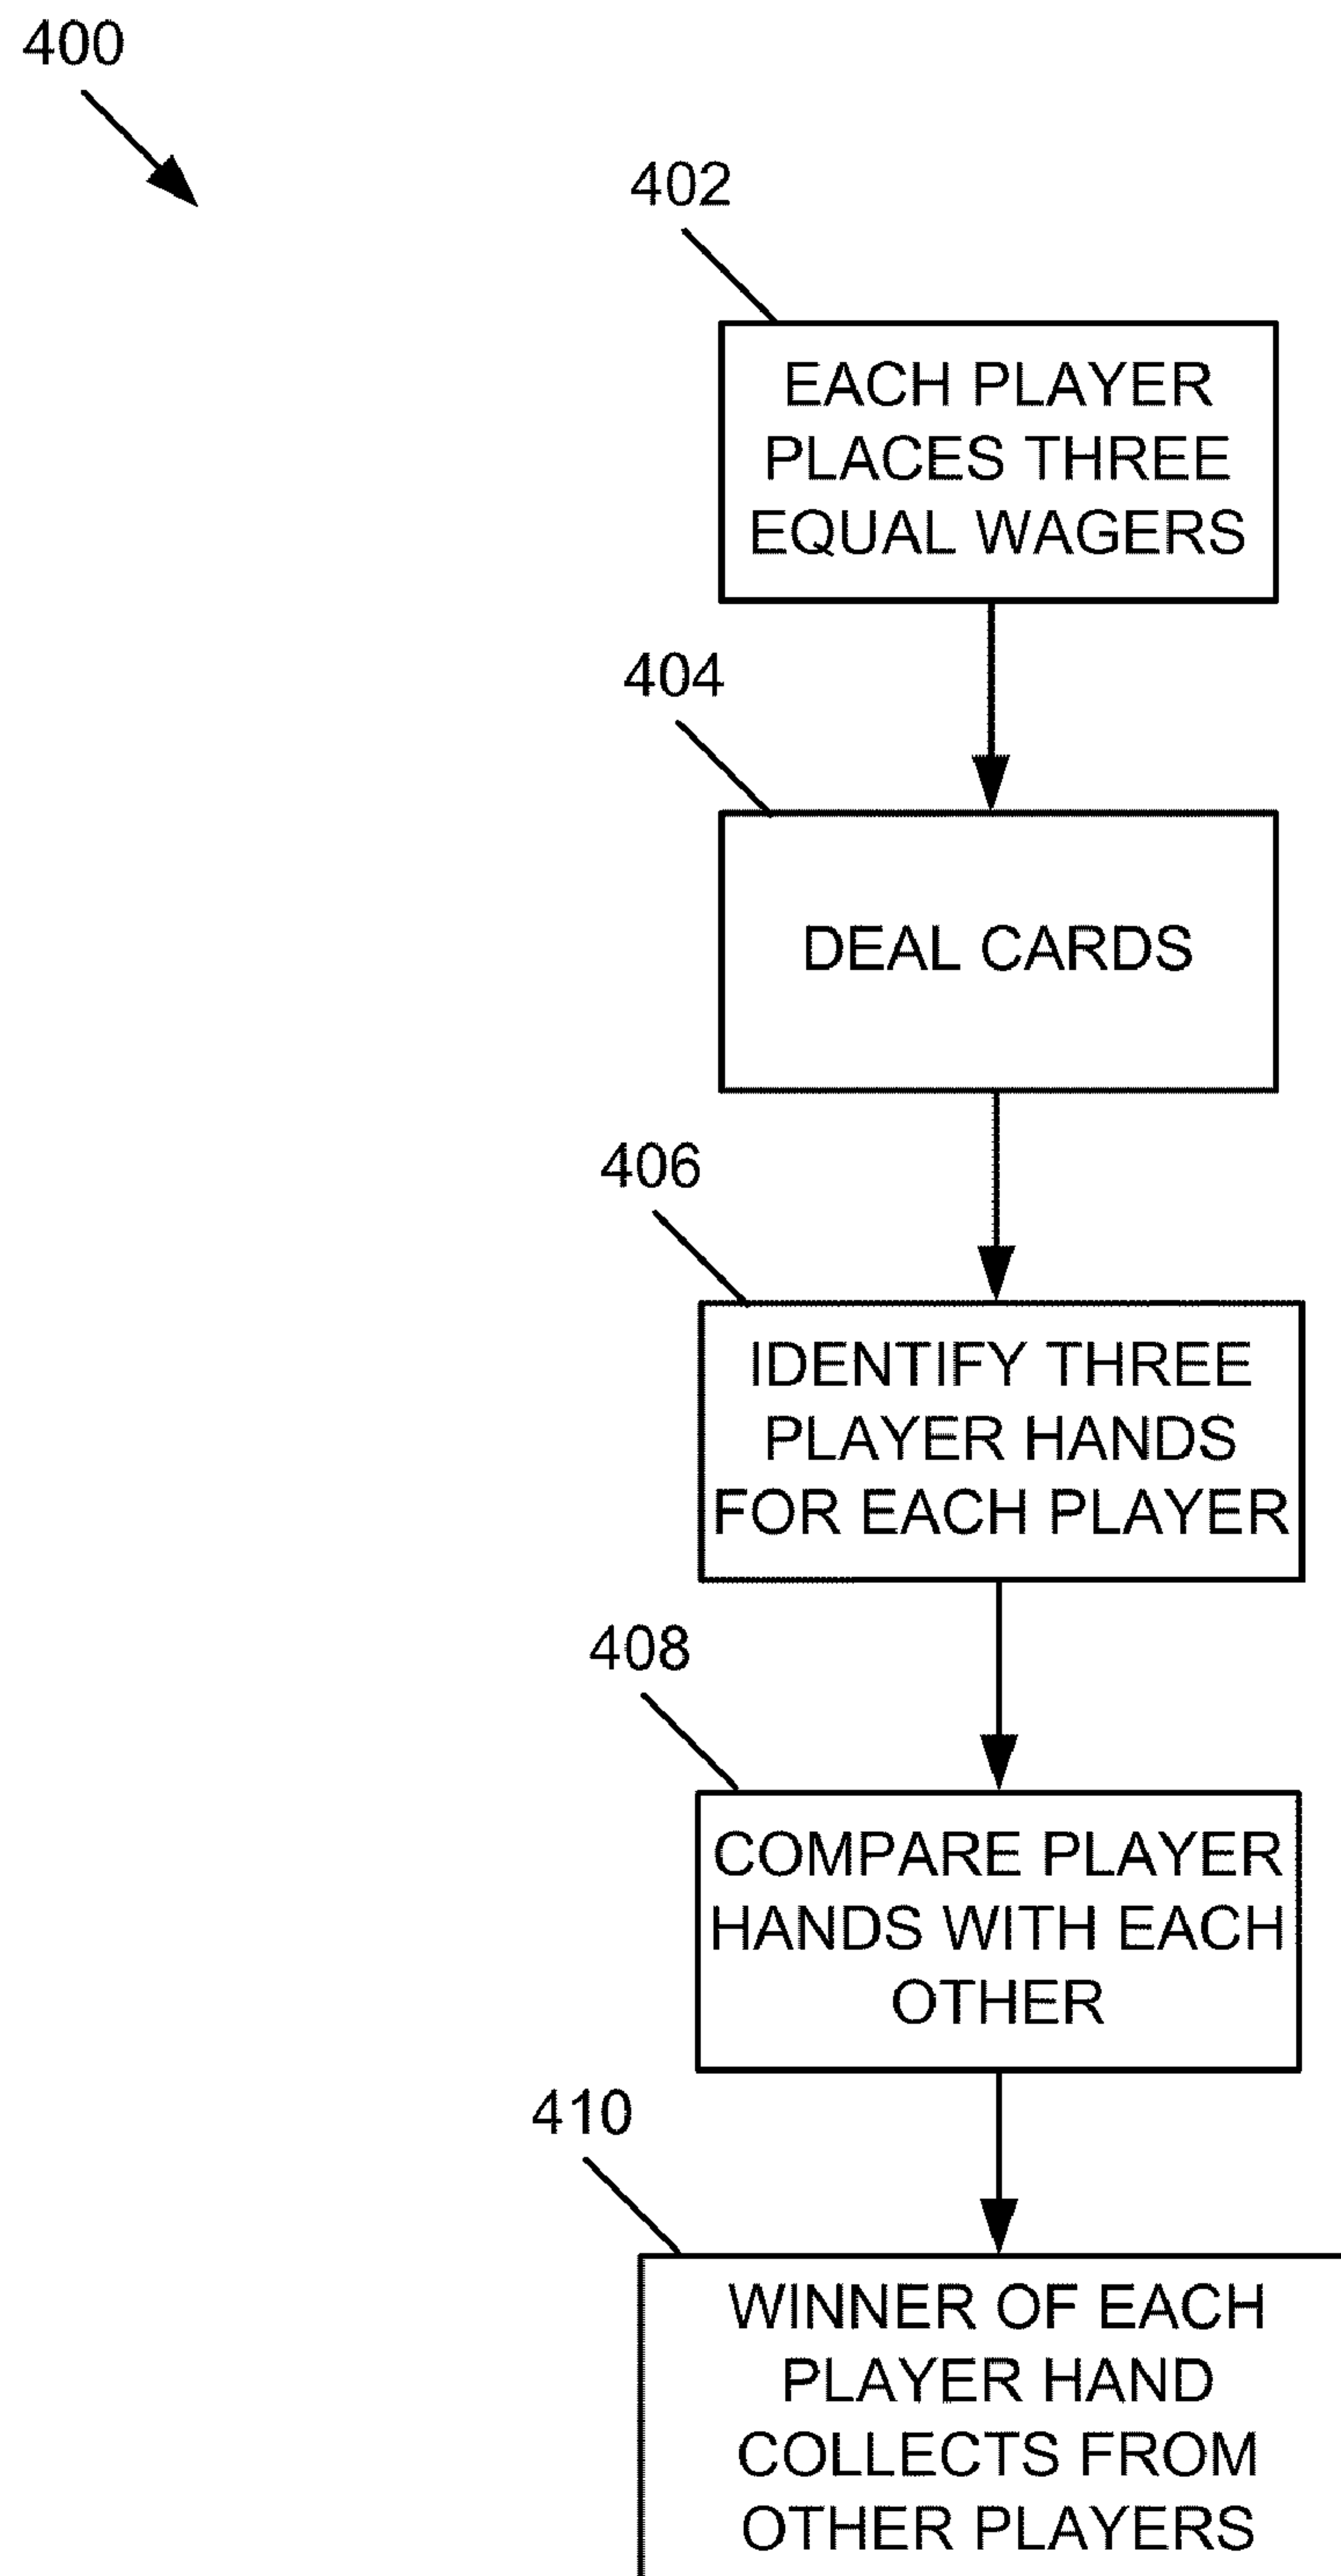 400
402
EACH PLAYER
PLACES THREE
EQUAL WAGERS
404
DEAL CARDS
406
IDENTIFY THREE
PLAYER HANDS
FOR EACH PLAYER
408
COMPARE PLAYER
HANDS WITH EACH
OTHER
410
WINNER OF EACH
PLAYER HAND
COLLECTS FROM
OTHER PLAYERS